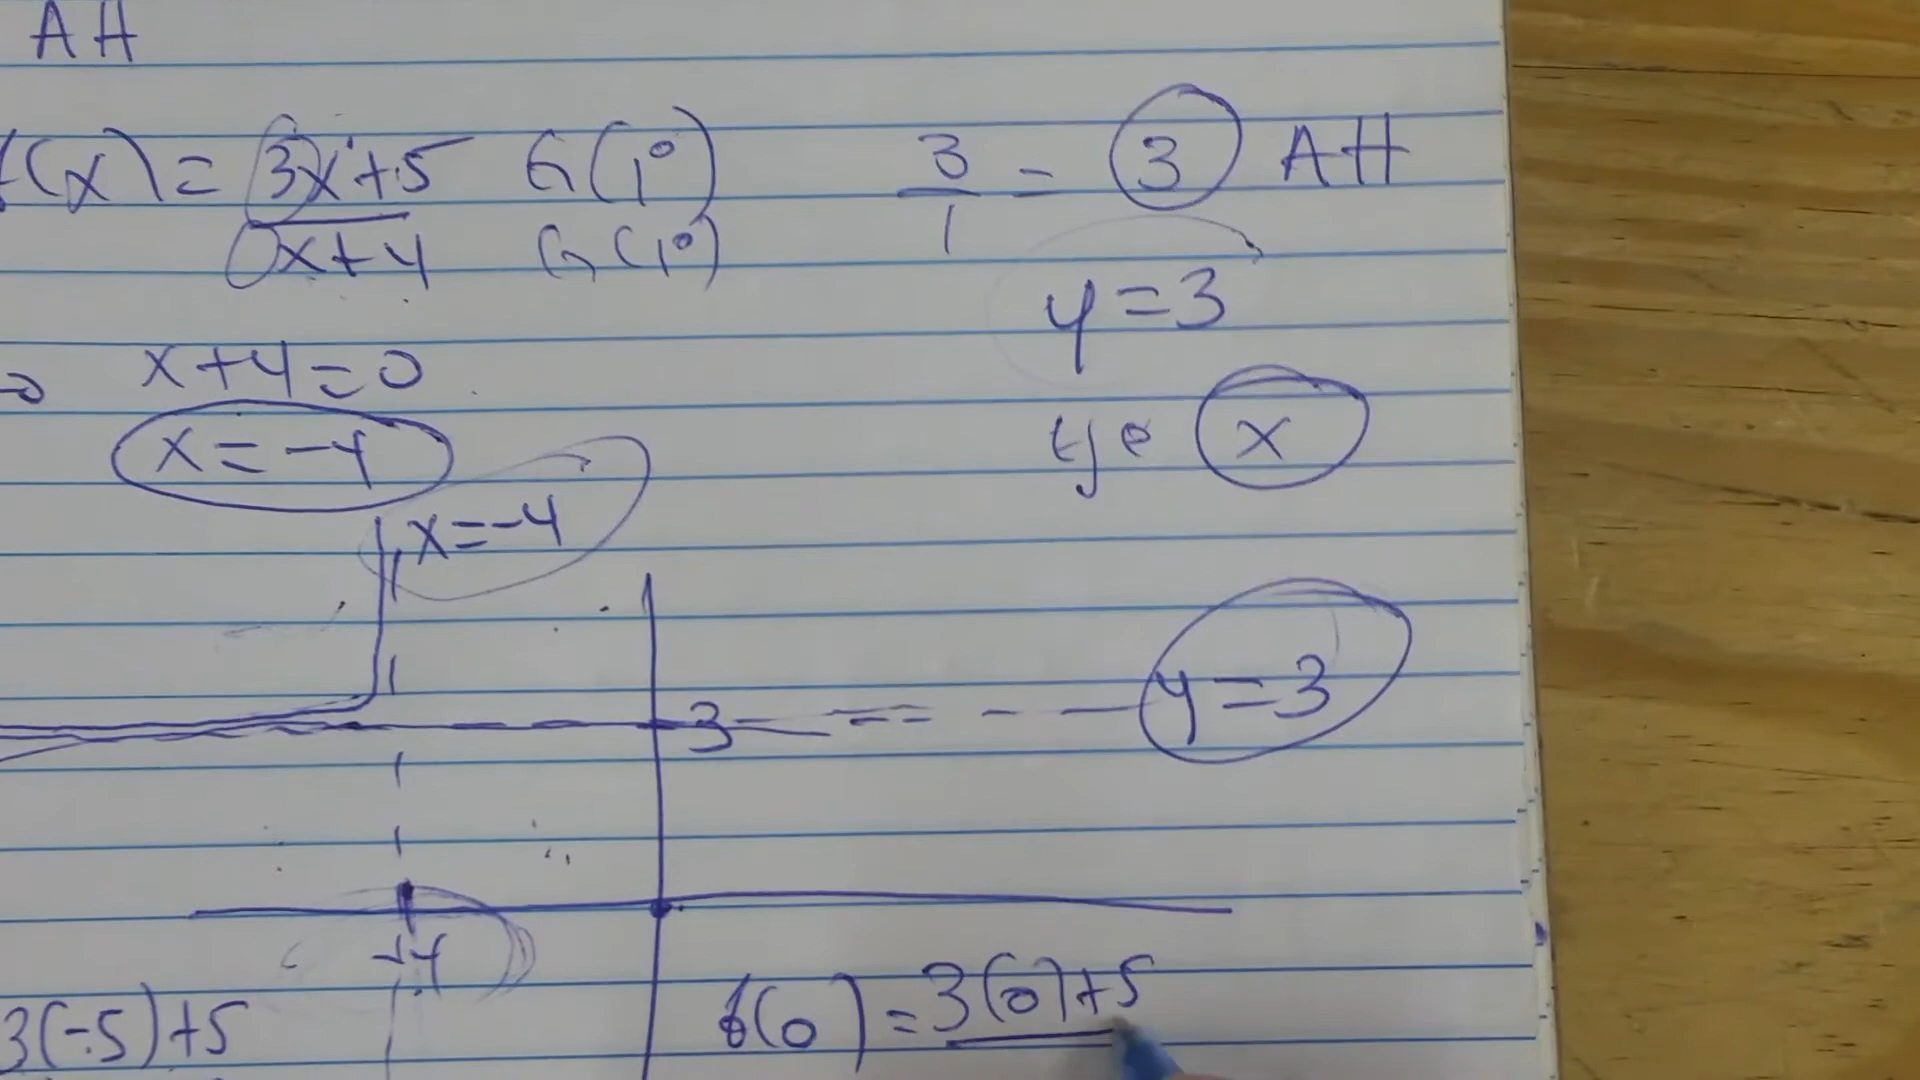 AH
f(x) = 3x+5 G(1°) 3/1 = 3 AH
x+4 G(1°)
y=3
x+4=0
x=-4
eje x
x=-4
y=3
3
-4
3(-5)+5
f(0)=3(0)+5